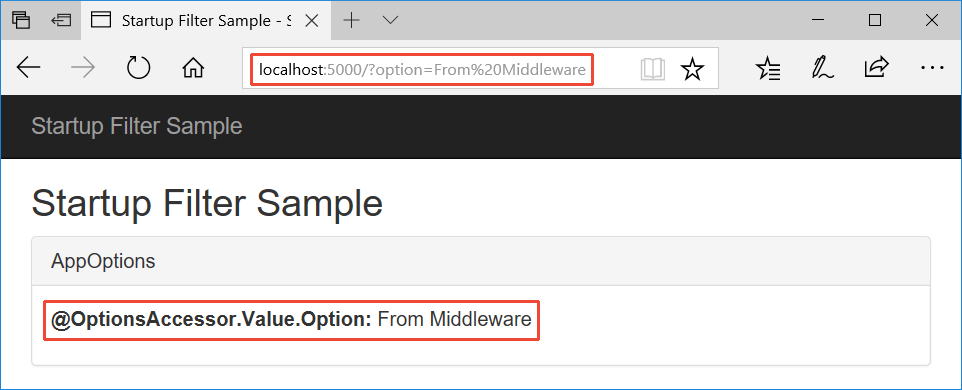 Startup Filter Sample - S
localhost:5000/?option=From%20Middleware
Startup Filter Sample
Startup Filter Sample
AppOptions
@OptionsAccessor.Value.Option: From Middleware